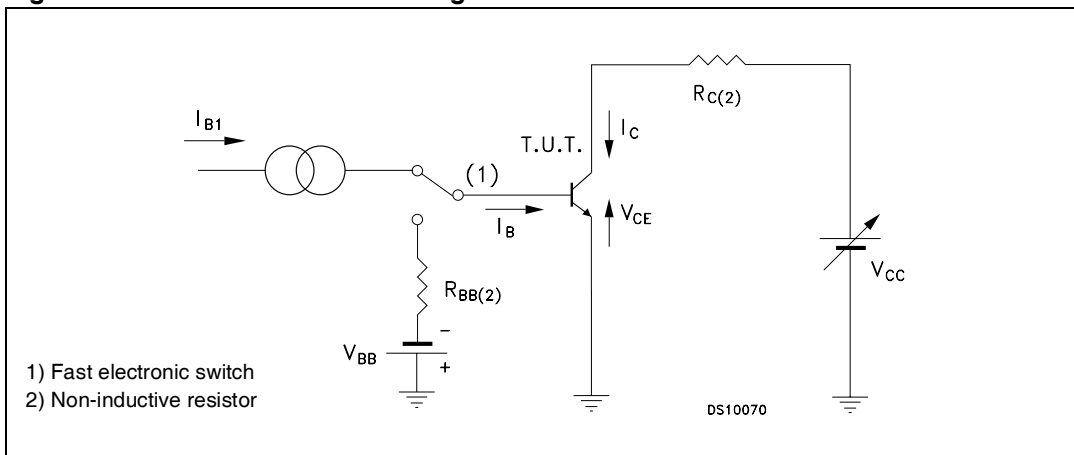 R_C(2)
I_B1
I_C
T.U.T.
(1)
I_B
V_CE
R_BB(2)
V_CC
V_BB
−
+
1) Fast electronic switch
2) Non-inductive resistor
DS10070